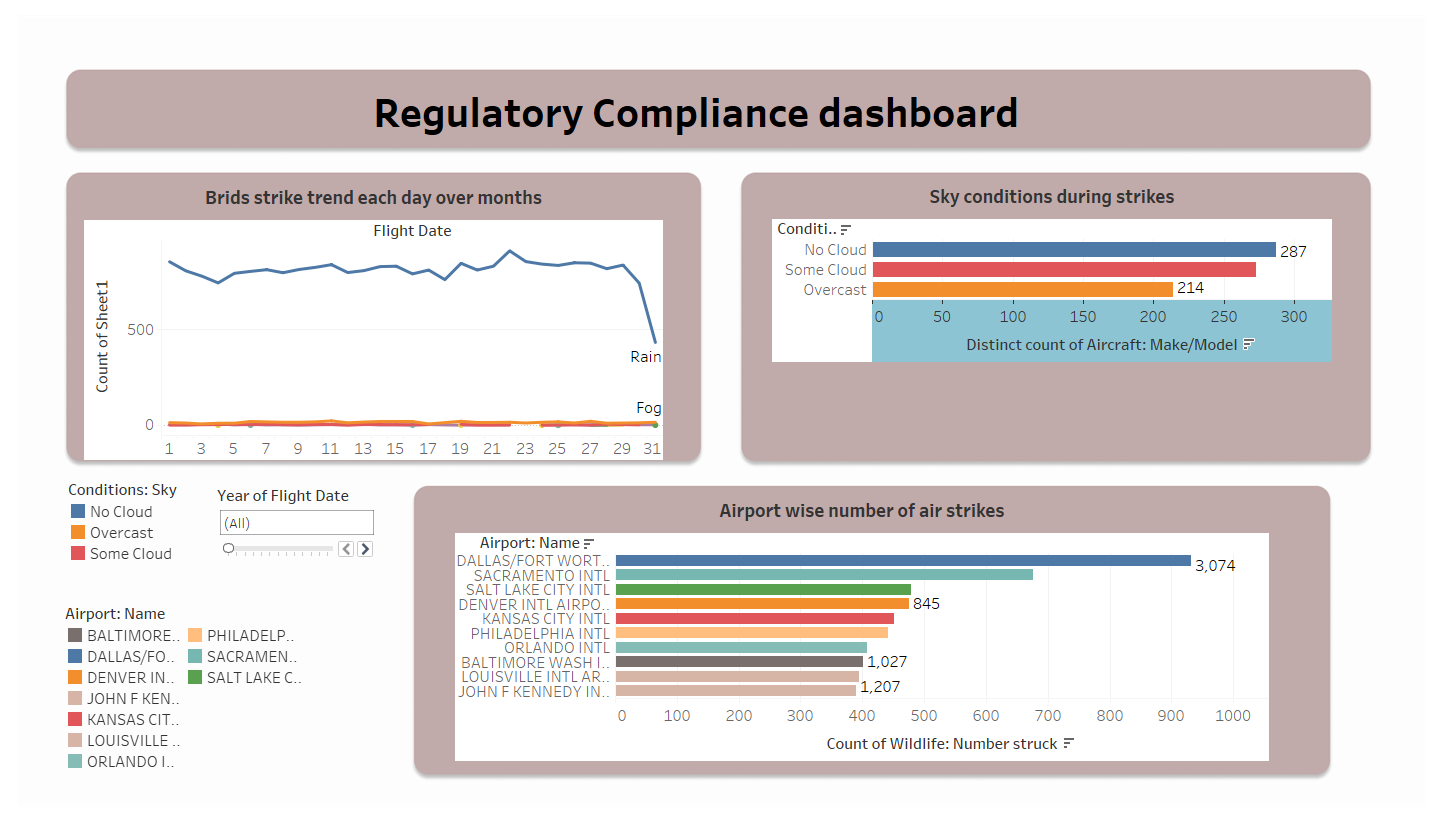 Regulatory Compliance dashboard
Brids strike trend each day over months
Flight Date
Count of Sheet1
500
0
Rain
Fog
1 3 5 7 9 11 13 15 17 19 21 23 25 27 29 31
Sky conditions during strikes
Conditi..
No Cloud 287
Some Cloud
Overcast 214
0 50 100 150 200 250 300
Distinct count of Aircraft: Make/Model
Conditions: Sky
No Cloud
Overcast
Some Cloud
Year of Flight Date
(All)
Airport: Name
BALTIMORE.. PHILADELP..
DALLAS/FO.. SACRAMEN..
DENVER IN.. SALT LAKE C..
JOHN F KEN..
KANSAS CIT..
LOUISVILLE ..
ORLANDO I..
Airport wise number of air strikes
Airport: Name
DALLAS/FORT WORT.. 3,074
SACRAMENTO INTL
SALT LAKE CITY INTL
DENVER INTL AIRPO.. 845
KANSAS CITY INTL
PHILADELPHIA INTL
ORLANDO INTL
BALTIMORE WASH I.. 1,027
LOUISVILLE INTL AR..
JOHN F KENNEDY IN.. 1,207
0 100 200 300 400 500 600 700 800 900 1000
Count of Wildlife: Number struck